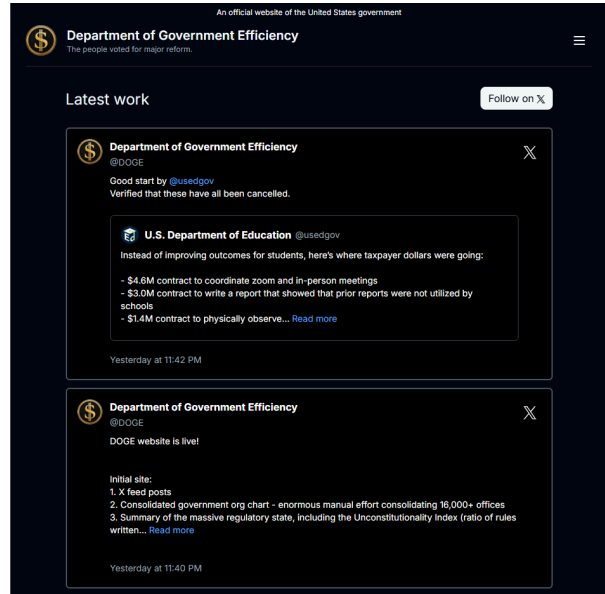 An official website of the United States government
Department of Government Efficiency
The people voted for major reform.
Latest work
Follow on X
Department of Government Efficiency
@DOGE
Good start by @usedgov
Verified that these have all been cancelled.
U.S. Department of Education @usedgov
Instead of improving outcomes for students, here's where taxpayer dollars were going:
- $4.6M contract to coordinate zoom and in-person meetings
- $3.0M contract to write a report that showed that prior reports were not utilized by
schools
- $1.4M contract to physically observe... Read more
Yesterday at 11:42 PM
Department of Government Efficiency
@DOGE
DOGE website is live!
Initial site:
1. X feed posts
2. Consolidated government org chart - enormous manual effort consolidating 16,000+ offices
3. Summary of the massive regulatory state, including the Unconstitutionality Index (ratio of rules
written... Read more
Yesterday at 11:40 PM